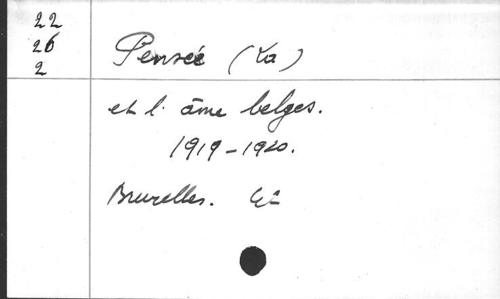 22
26
2
Pensée (La)
et l'âme belges.
1919-1920.
Bruxelles.